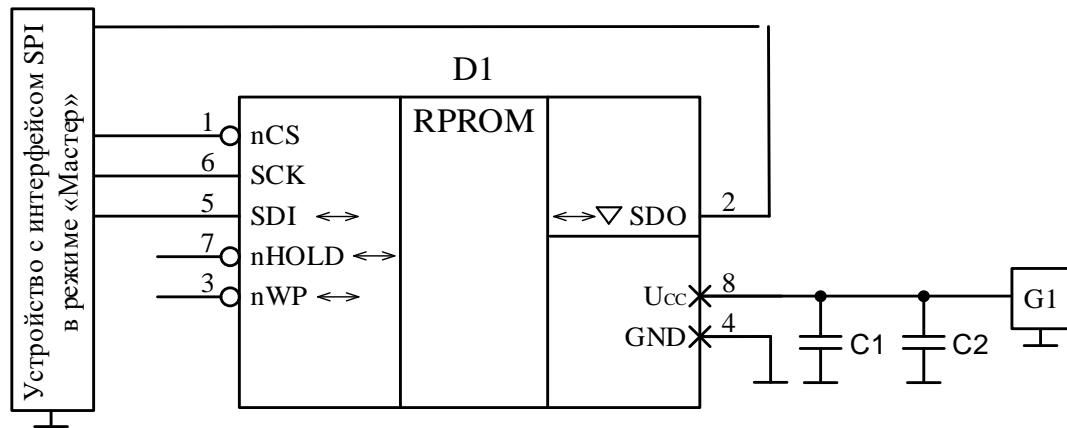 Устройство с интерфейсом SPI
в режиме «Мастер»
D1
RPROM
1 nCS
6 SCK
5 SDI
7 nHOLD
3 nWP
SDO 2
UCC 8
GND 4
C1
C2
G1